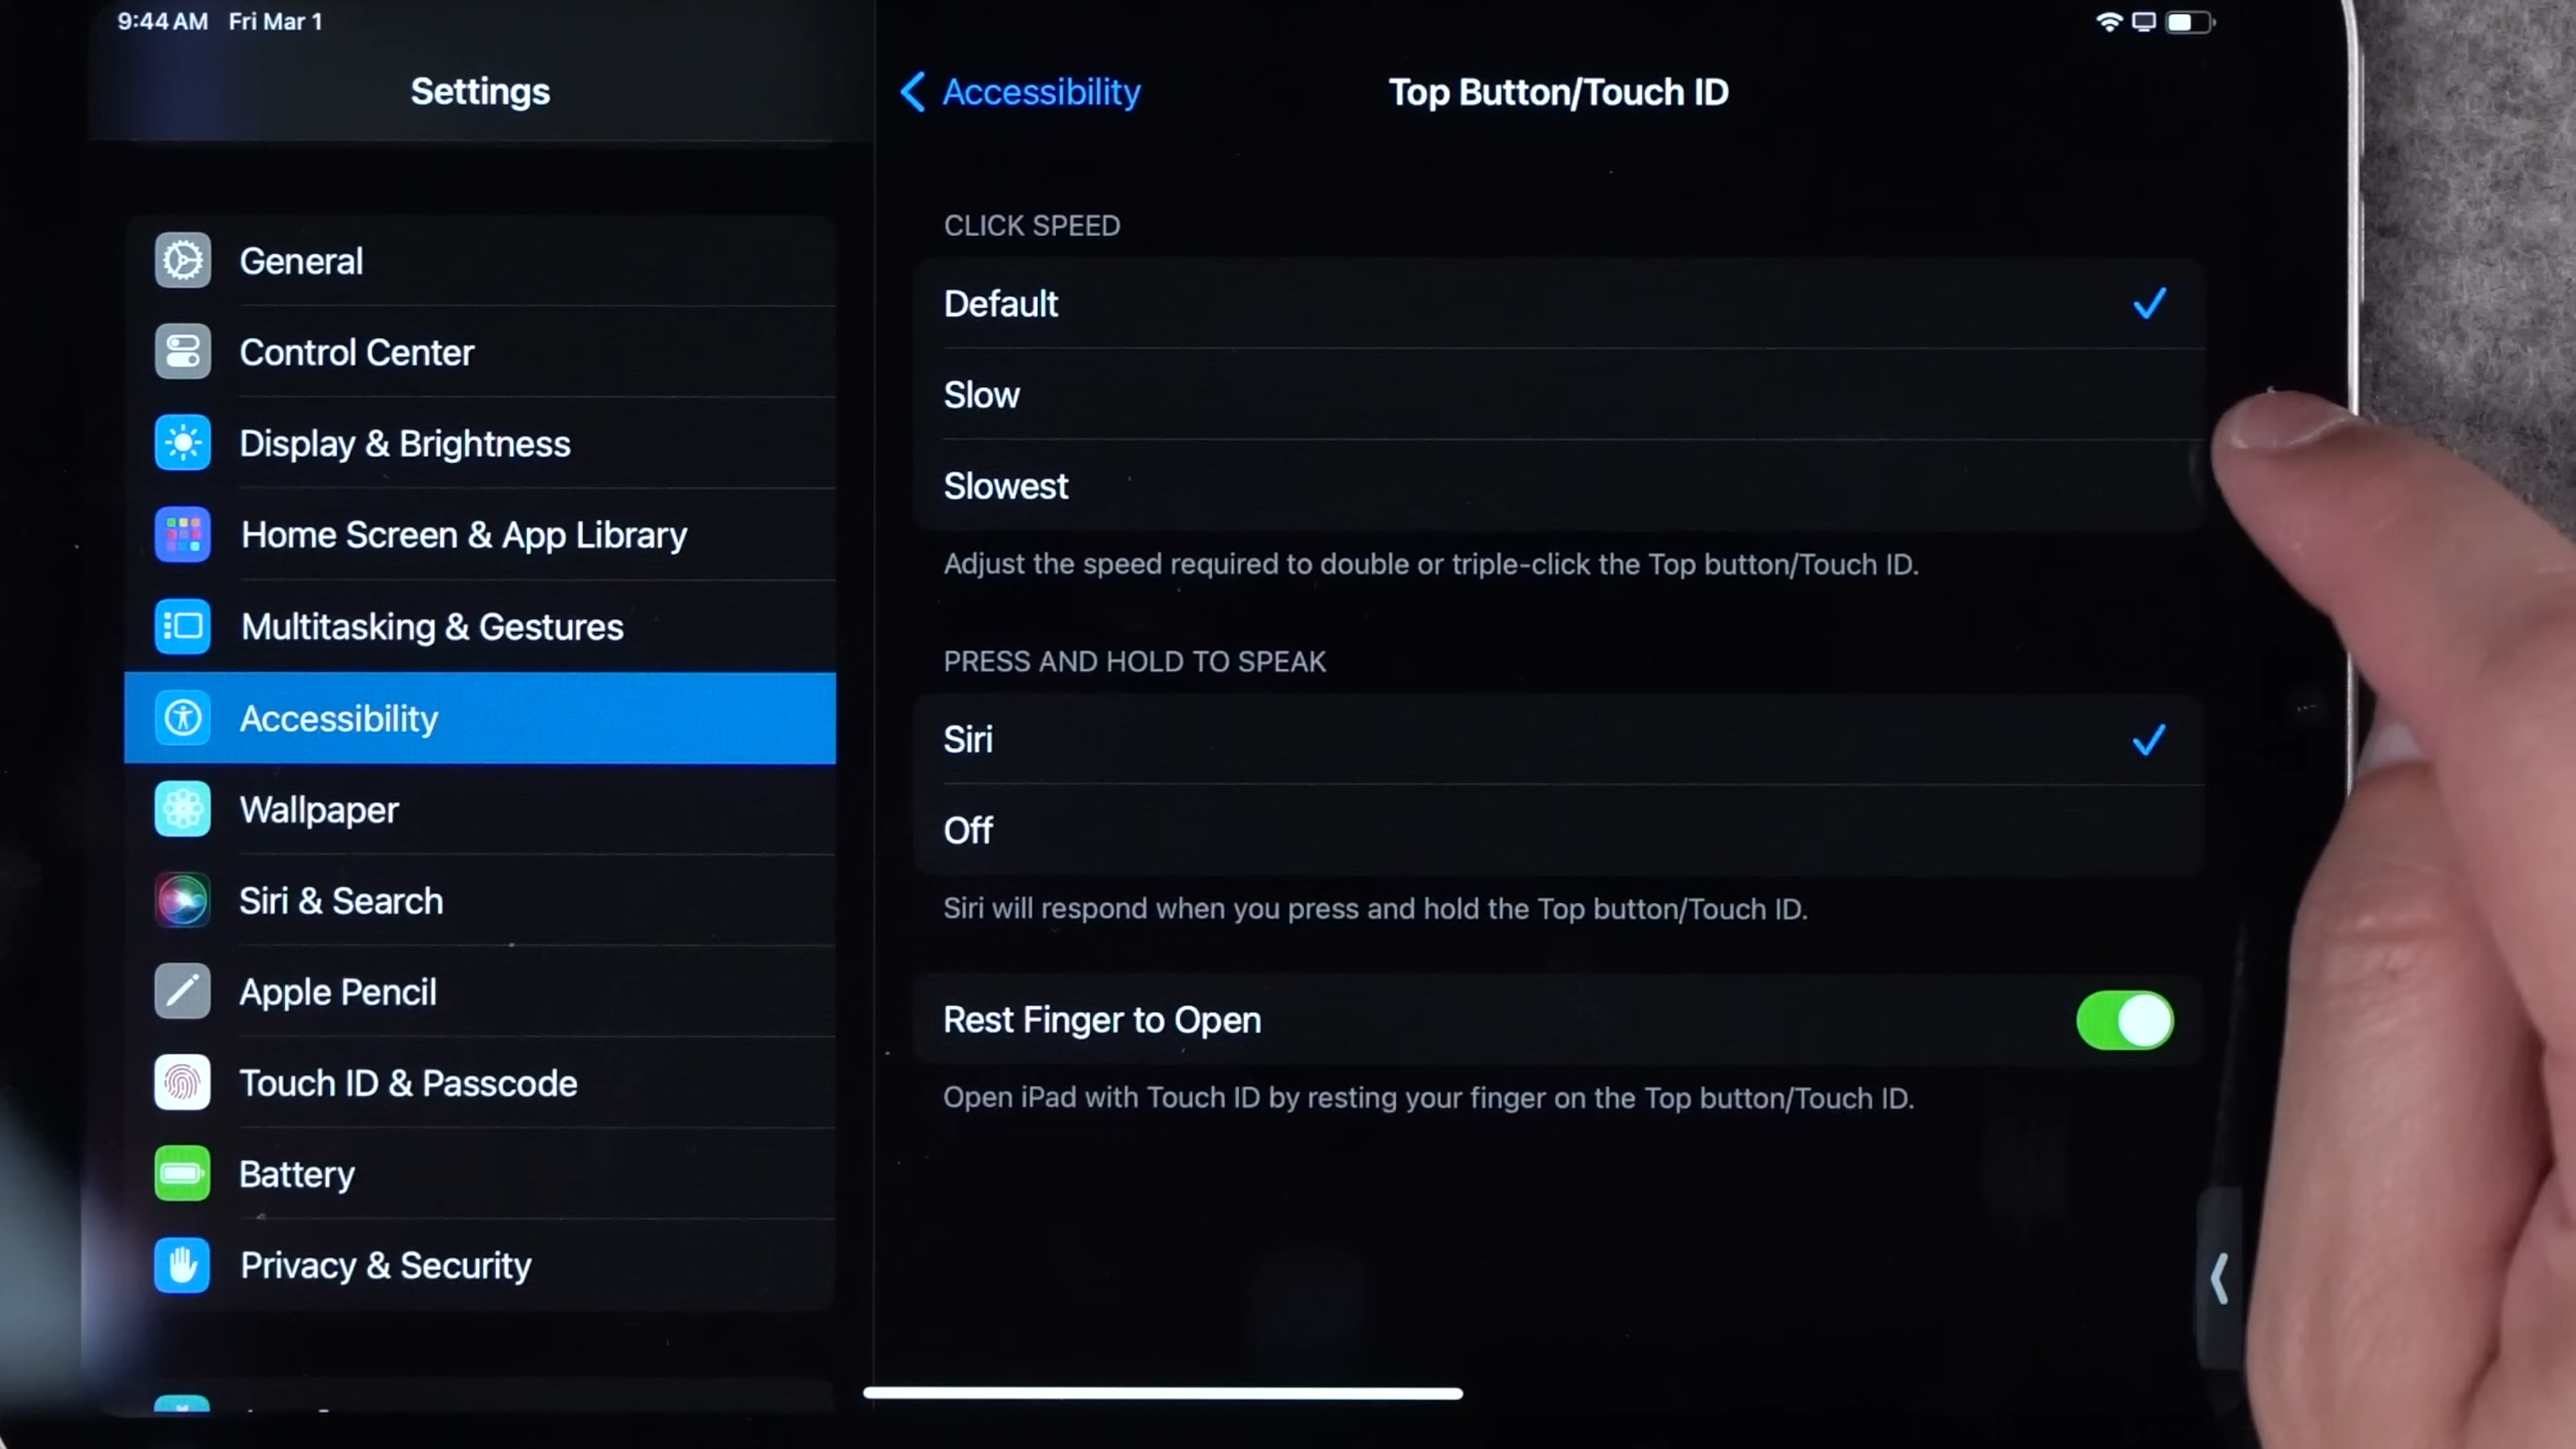 9:44 AM Fri Mar 1
Settings
General
Control Center
Display & Brightness
Home Screen & App Library
Multitasking & Gestures
Accessibility
Wallpaper
Siri & Search
Apple Pencil
Touch ID & Passcode
Battery
Privacy & Security
Accessibility
Top Button/Touch ID
CLICK SPEED
Default
Slow
Slowest
Adjust the speed required to double or triple-click the Top button/Touch ID.
PRESS AND HOLD TO SPEAK
Siri
Off
Siri will respond when you press and hold the Top button/Touch ID.
Rest Finger to Open
Open iPad with Touch ID by resting your finger on the Top button/Touch ID.